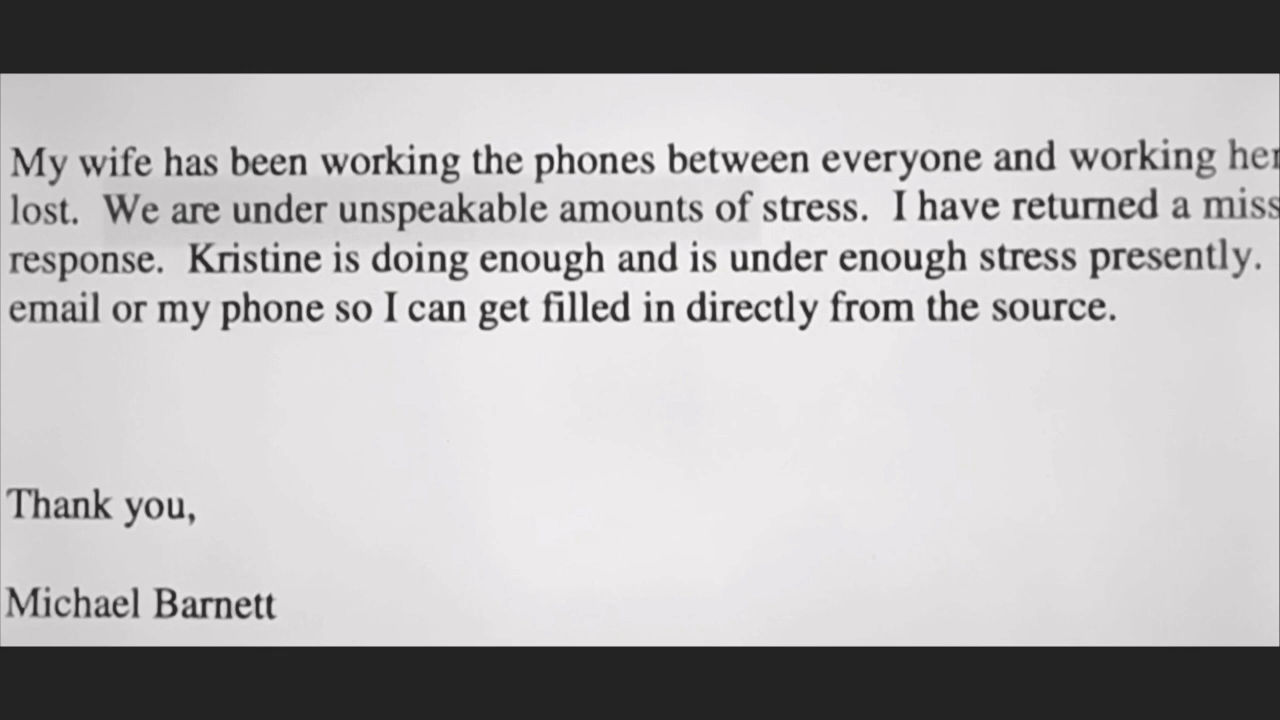 My wife has been working the phones between everyone and working
lost. We are under unspeakable amounts of stress. I have returned a
response. Kristine is doing enough and is under enough stress presently.
email or my phone so I can get filled in directly from the source.
Thank you,
Michael Barnett